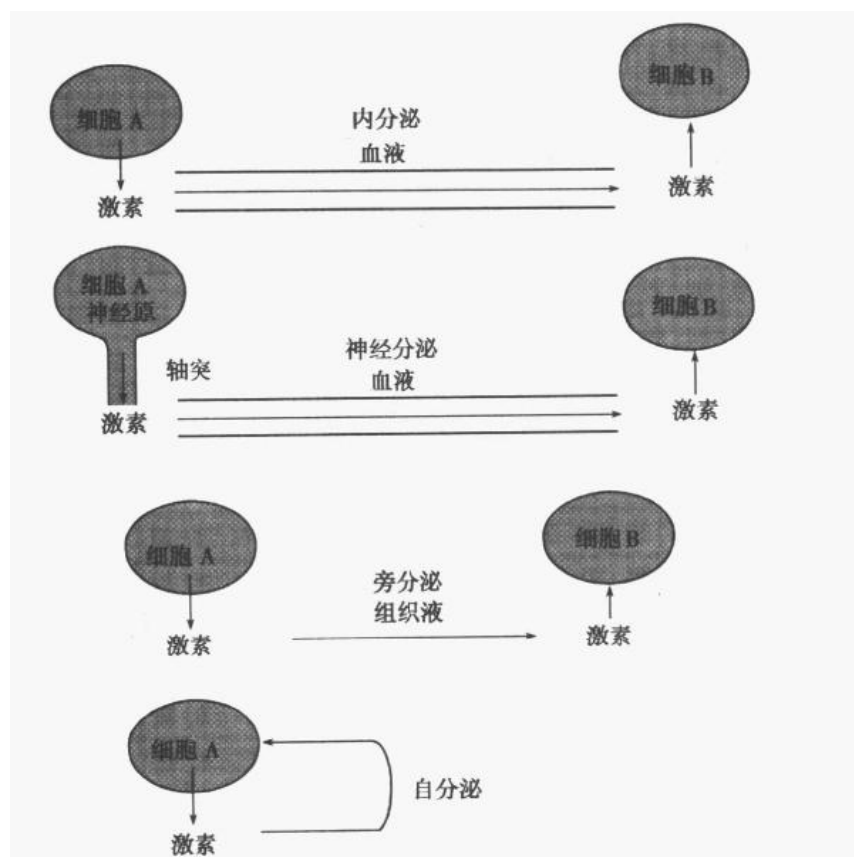 细胞 A
细胞 B
内分泌
血液
激素
激素
细胞 A
神经原
细胞 B
轴突
神经分泌
血液
激素
激素
细胞 A
细胞 B
旁分泌
组织液
激素
激素
细胞 A
自分泌
激素